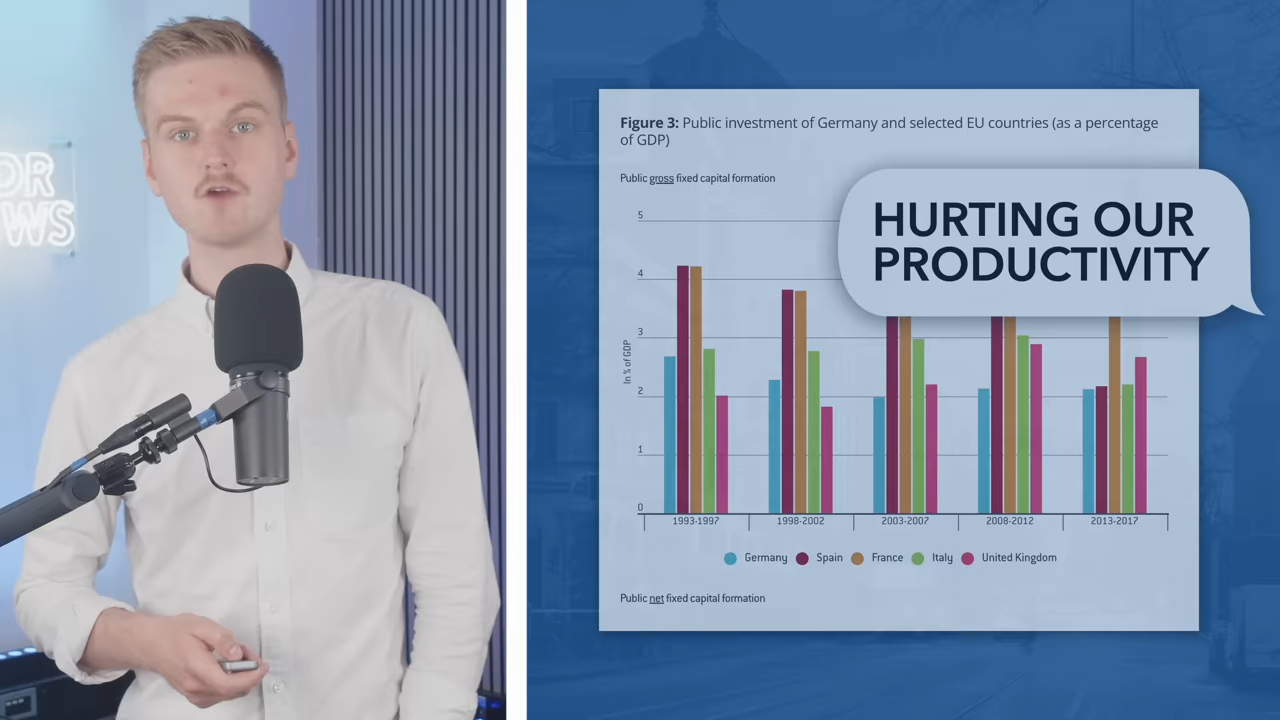 OR
WS
Figure 3: Public investment of Germany and selected EU countries (as a percentage
of GDP)
Public gross fixed capital formation
HURTING OUR
PRODUCTIVITY
5
4
3
2
1
0
In % of GDP
1993-1997
1998-2002
2003-2007
2008-2012
2013-2017
Germany
Spain
France
Italy
United Kingdom
Public net fixed capital formation